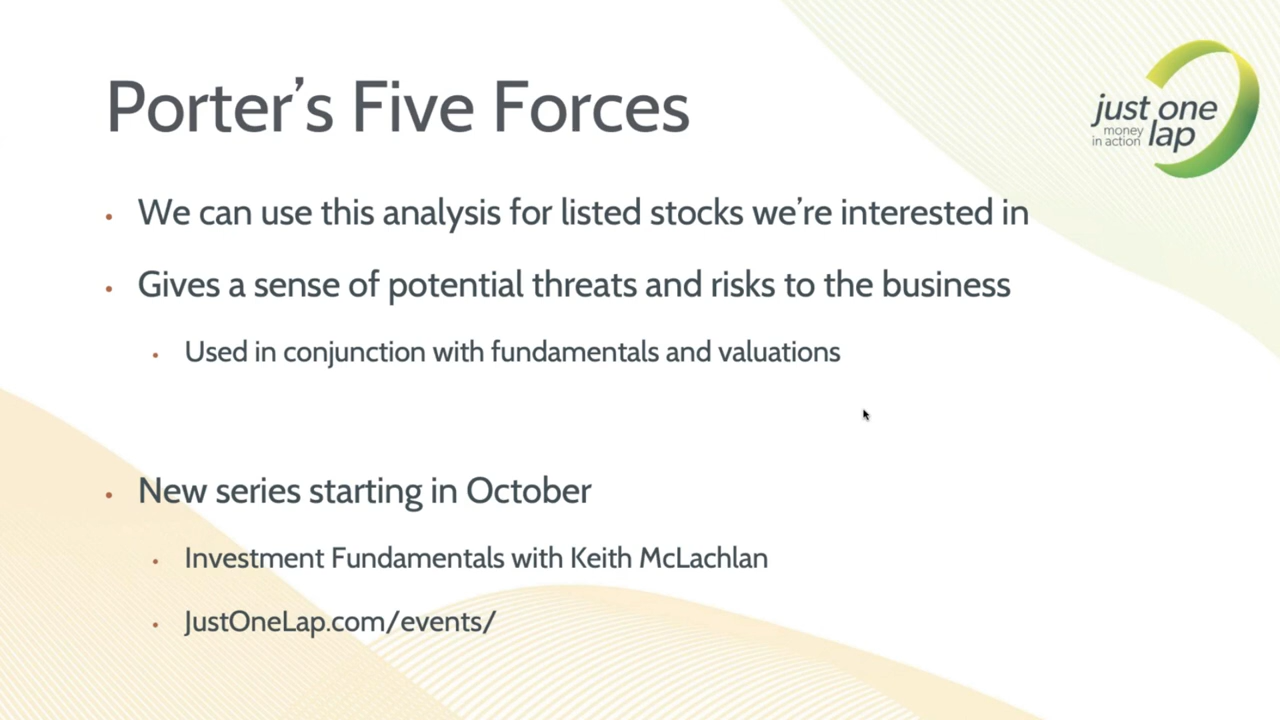 Porter's Five Forces
just one
money
in action lap
• We can use this analysis for listed stocks we're interested in
• Gives a sense of potential threats and risks to the business
• Used in conjunction with fundamentals and valuations
• New series starting in October
• Investment Fundamentals with Keith McLachlan
• JustOneLap.com/events/